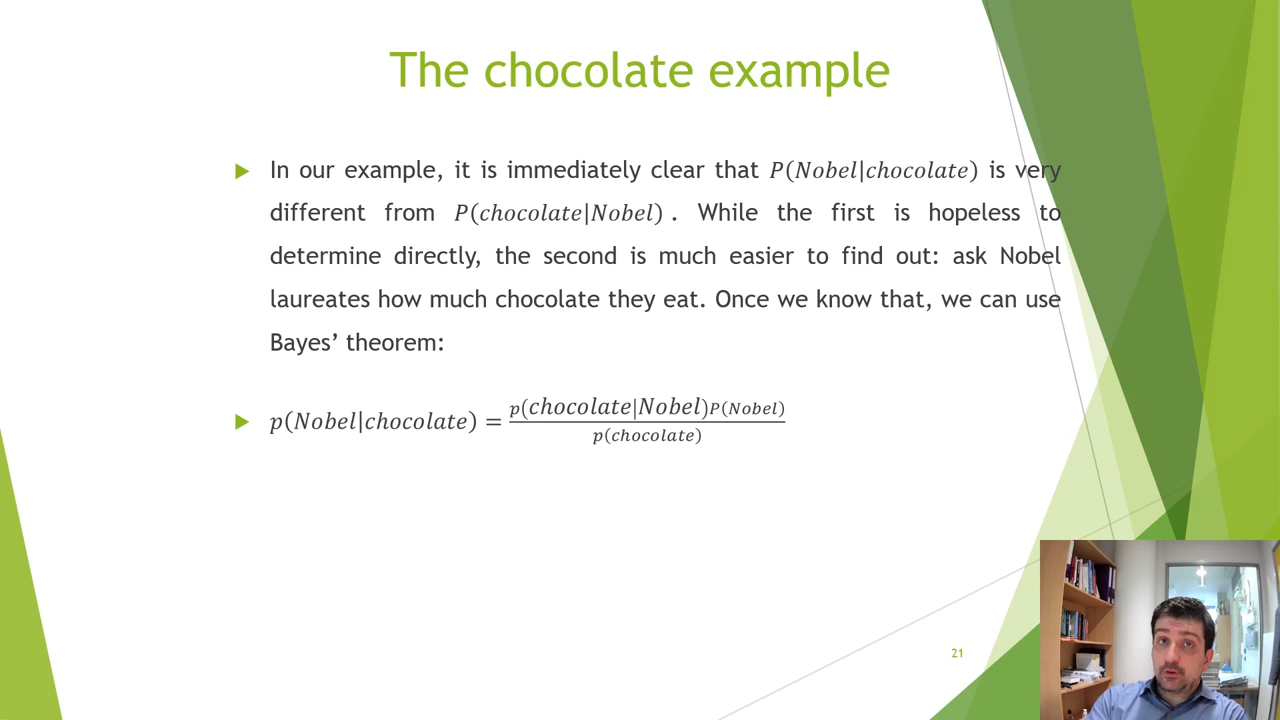 The chocolate example
In our example, it is immediately clear that P(Nobel|chocolate) is very
different from P(chocolate|Nobel) . While the first is hopeless to
determine directly, the second is much easier to find out: ask Nobel
laureates how much chocolate they eat. Once we know that, we can use
Bayes’ theorem:
p(Nobel|chocolate) = p(chocolate|Nobel)P(Nobel)
p(chocolate)
21